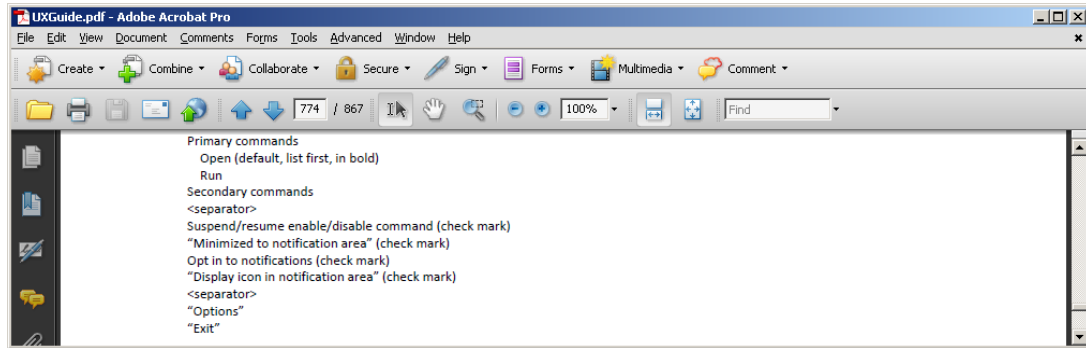 UXGuide.pdf - Adobe Acrobat Pro
File Edit View Document Comments Forms Tools Advanced Window Help
Create Combine Collaborate Secure Sign Forms Multimedia Comment
774 / 867 100% Find
Primary commands
Open (default, list first, in bold)
Run
Secondary commands
<separator>
Suspend/resume enable/disable command (check mark)
“Minimized to notification area” (check mark)
Opt in to notifications (check mark)
“Display icon in notification area” (check mark)
<separator>
“Options”
“Exit”